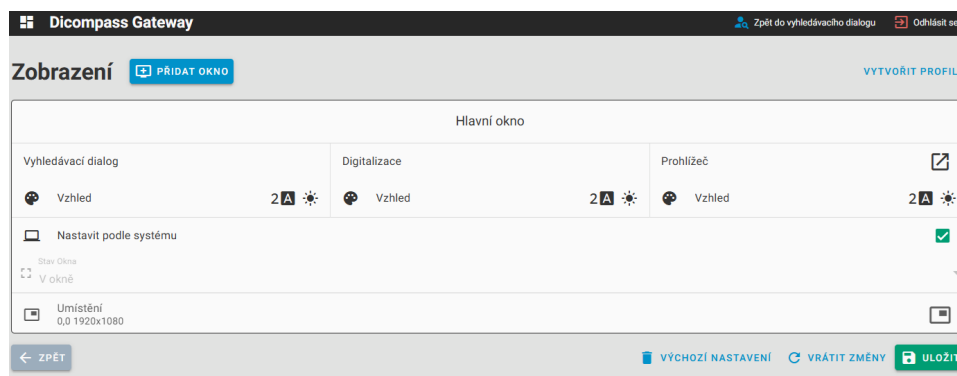 Dicompass Gateway
Zpět do vyhledávacího dialogu
Odhlásit se
Zobrazení
PŘIDAT OKNO
VYTVOŘIT PROFIL
Hlavní okno
Vyhledávací dialog
Digitalizace
Prohlížeč
Vzhled 2 A
Vzhled 2 A
Vzhled 2 A
Nastavit podle systému
Stav Okna
V okně
Umístění
0,0 1920x1080
ZPĚT
VÝCHOZÍ NASTAVENÍ
VRÁTIT ZMĚNY
ULOŽIT